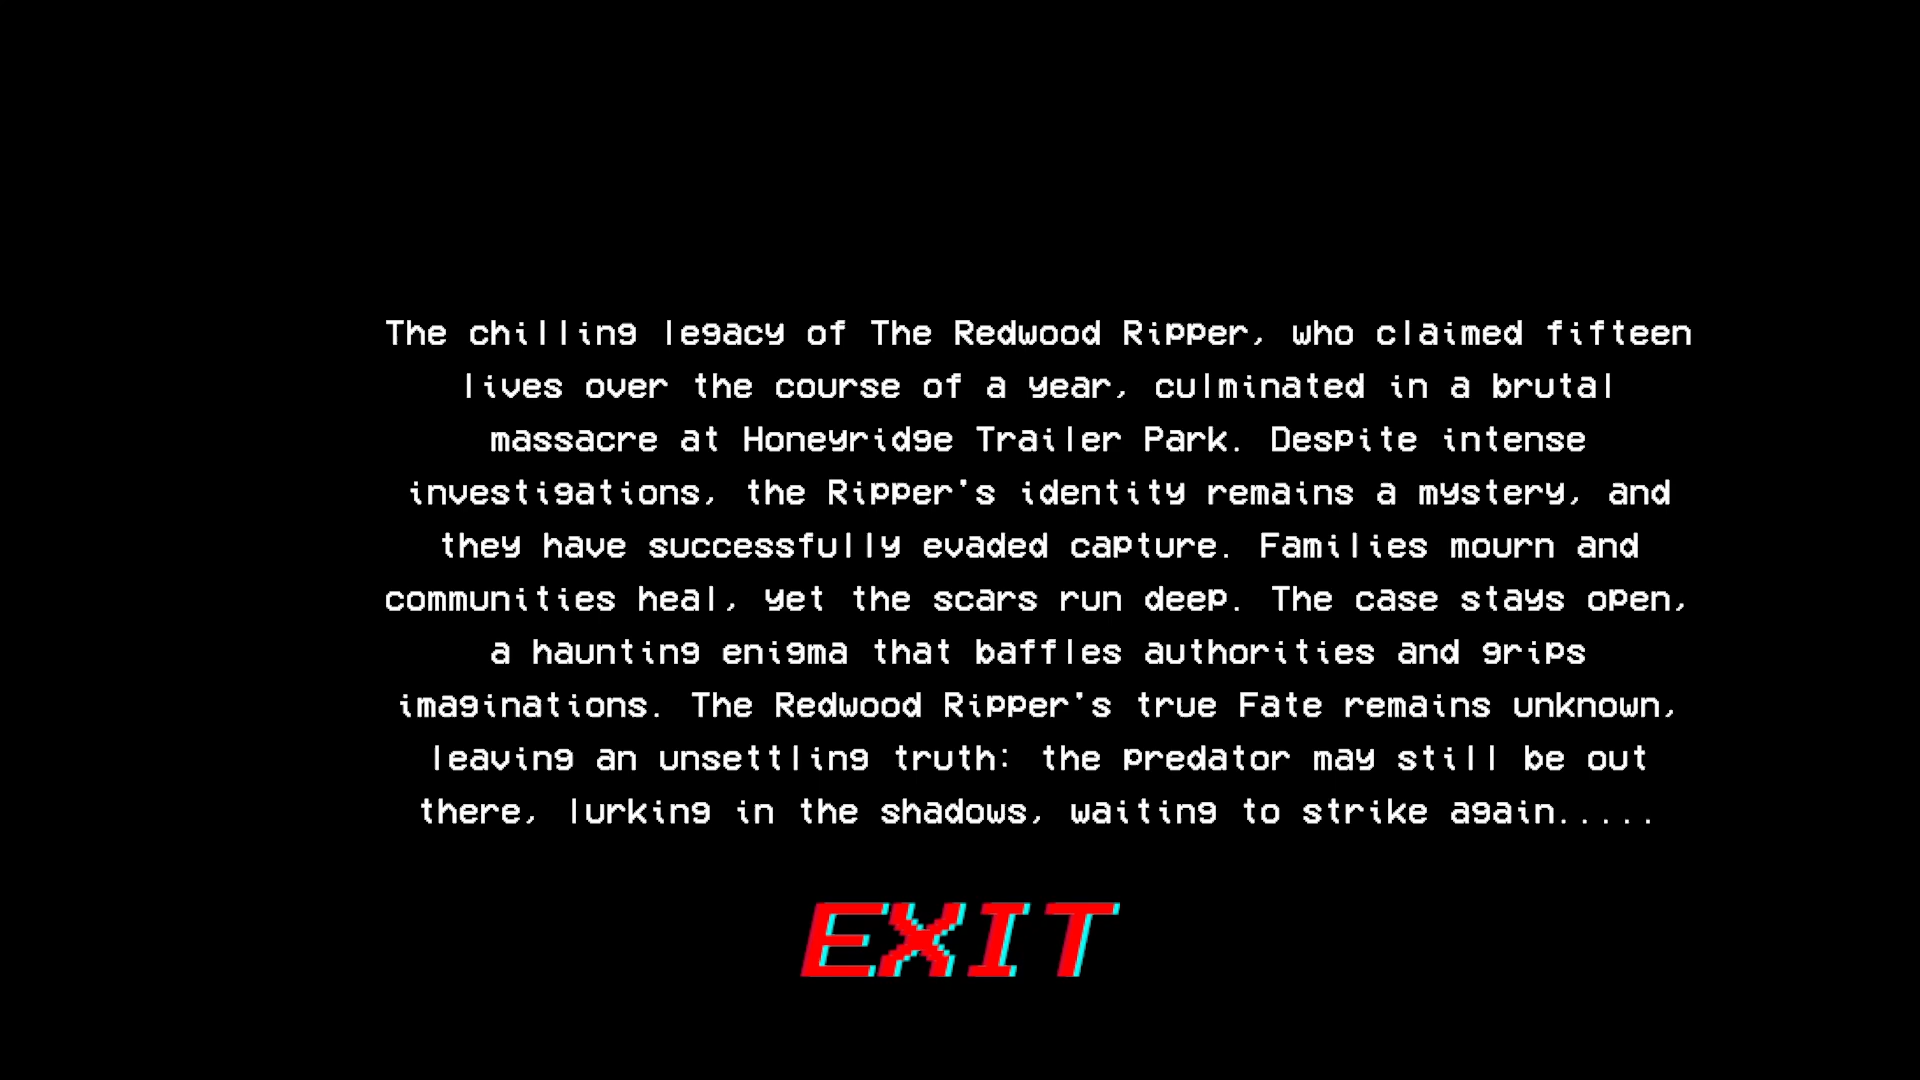 The chilling legacy of The Redwood Ripper, who claimed fifteen
lives over the course of a year, culminated in a brutal
massacre at Honeyridge Trailer Park. Despite intense
investigations, the Ripper's identity remains a mystery, and
they have successfully evaded capture. Families mourn and
communities heal, yet the scars run deep. The case stays open,
a haunting enigma that baffles authorities and grips
imaginations. The Redwood Ripper's true Fate remains unknown,
leaving an unsettling truth: the predator may still be out
there, lurking in the shadows, waiting to strike again.....
EXIT